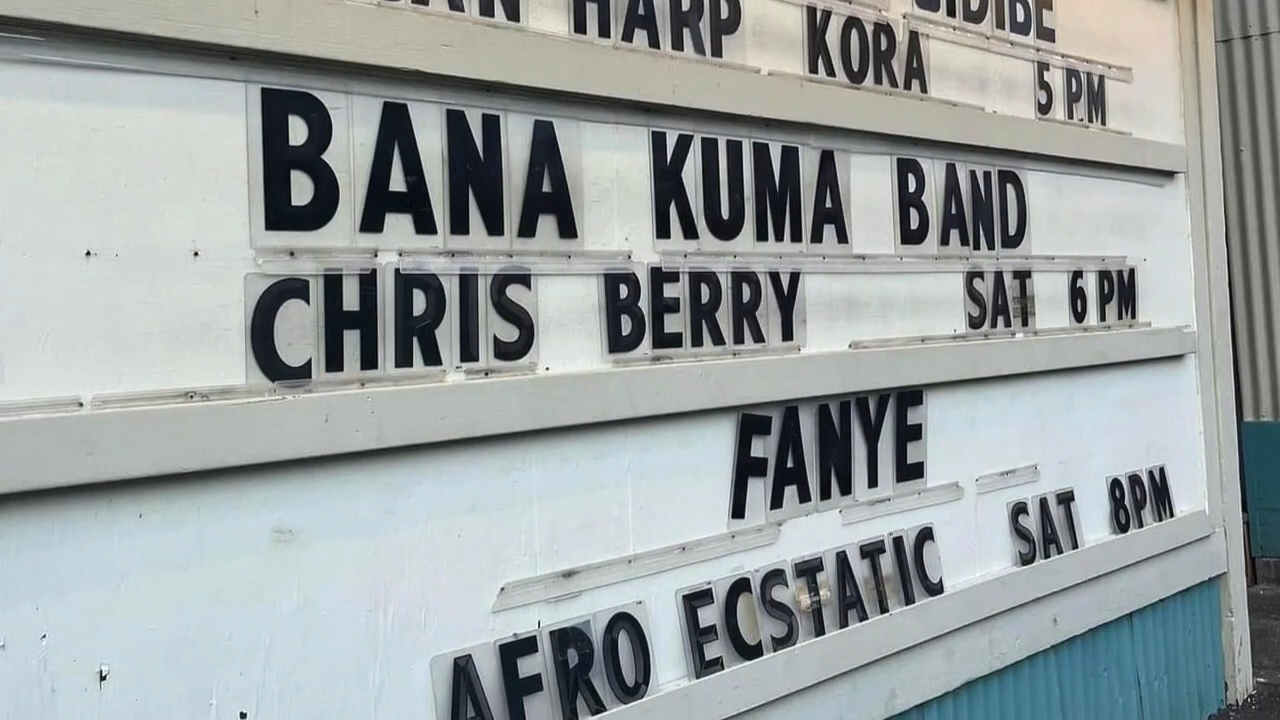 HARP KORA 5 PM
BANA KUMA BAND
CHRIS BERRY SAT 6 PM
FANYE
AFRO ECSTATIC SAT 8PM